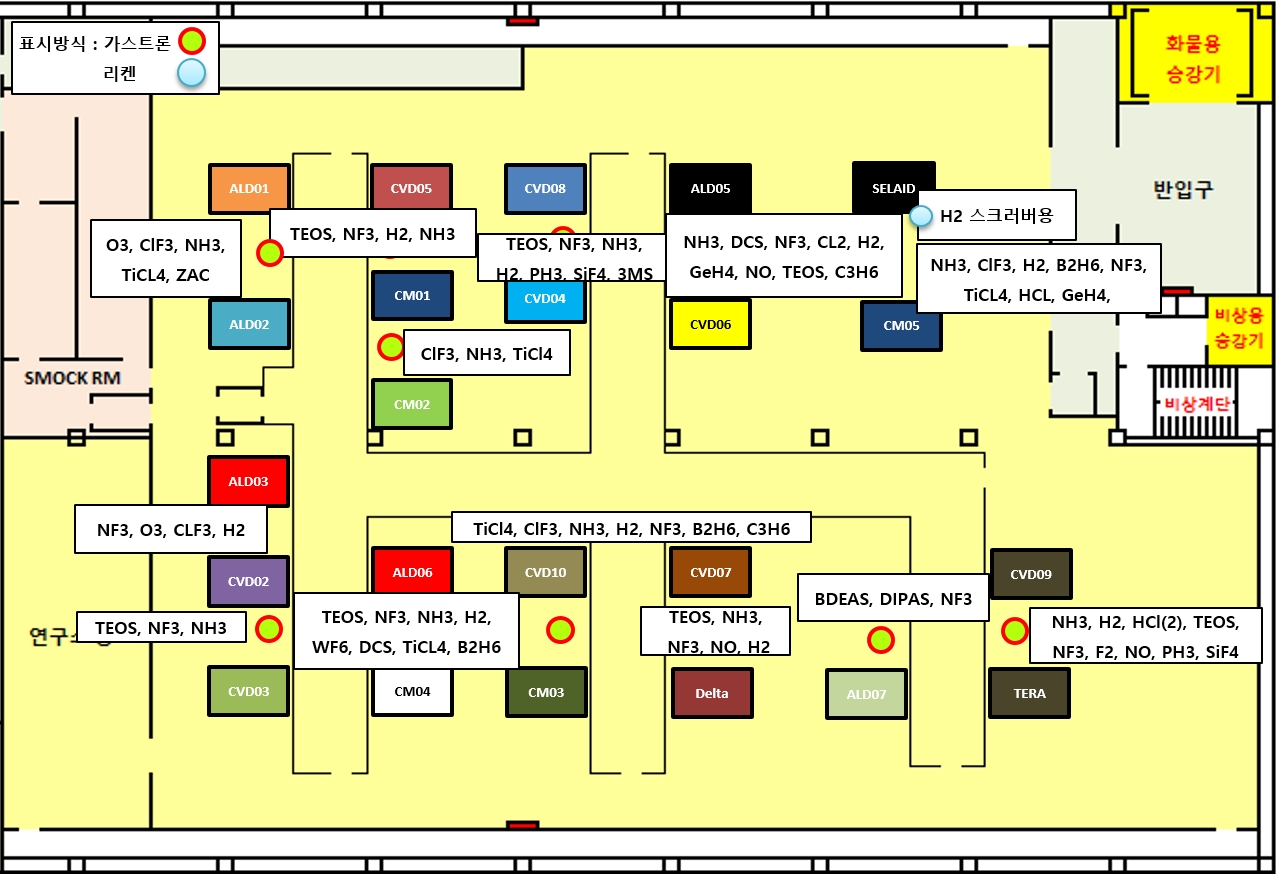 표시방식 : 가스트론
리켄
화물용
승강기
반입구
ALD01
CVD05
CVD08
ALD05
SELAID
H2 스크러버용
O3, ClF3, NH3,
TiCL4, ZAC
TEOS, NF3, H2, NH3
TEOS, NF3, NH3,
H2, PH3, SiF4, 3MS
NH3, DCS, NF3, CL2, H2,
GeH4, NO, TEOS, C3H6
NH3, ClF3, H2, B2H6, NF3,
TiCL4, HCL, GeH4,
ALD02
CM01
CVD04
CVD06
CM05
비상용
승강기
ClF3, NH3, TiCl4
SMOCK RM
CM02
비상계단
ALD03
NF3, O3, CLF3, H2
TiCl4, ClF3, NH3, H2, NF3, B2H6, C3H6
CVD02
ALD06
CVD10
CVD07
CVD09
BDEAS, DIPAS, NF3
TEOS, NF3, NH3
TEOS, NF3, NH3, H2,
WF6, DCS, TiCL4, B2H6
TEOS, NH3,
NF3, NO, H2
NH3, H2, HCl(2), TEOS,
NF3, F2, NO, PH3, SiF4
CVD03
CM04
CM03
Delta
ALD07
TERA